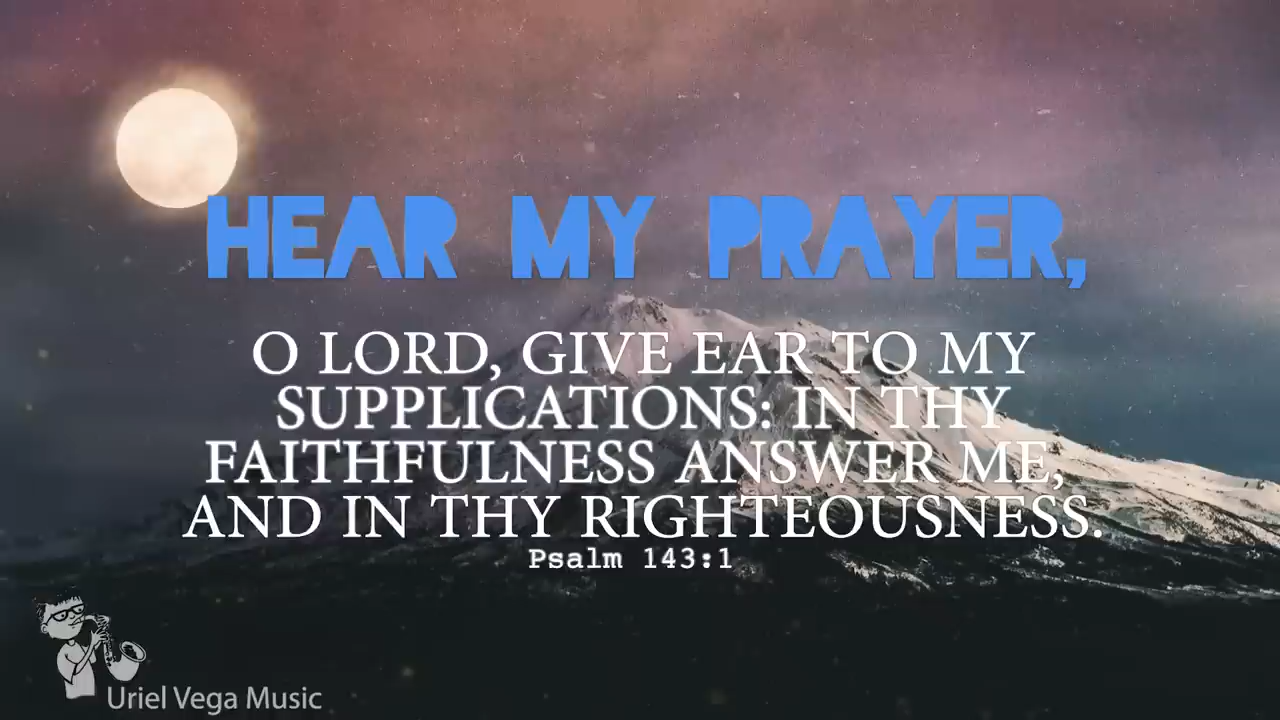 HEAR MY PRAYER,
O LORD, GIVE EAR TO MY
SUPPLICATIONS: IN THY
FAITHFULNESS ANSWER ME,
AND IN THY RIGHTEOUSNESS.
Psalm 143:1
Uriel Vega Music